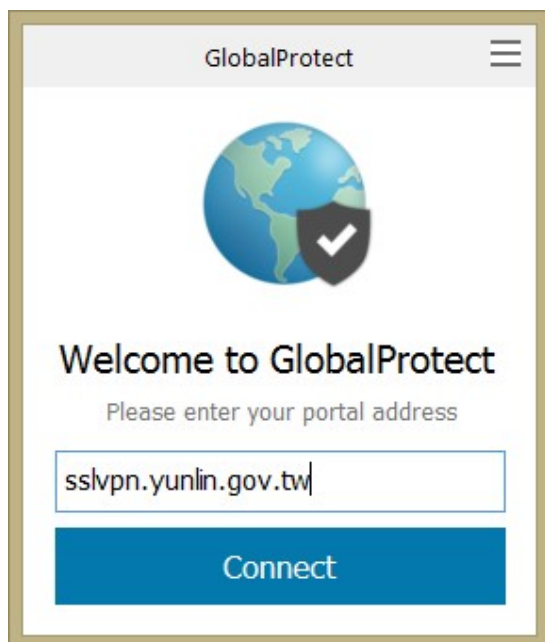 GlobalProtect
Welcome to GlobalProtect
Please enter your portal address
sslvpn.yunlin.gov.tw
Connect